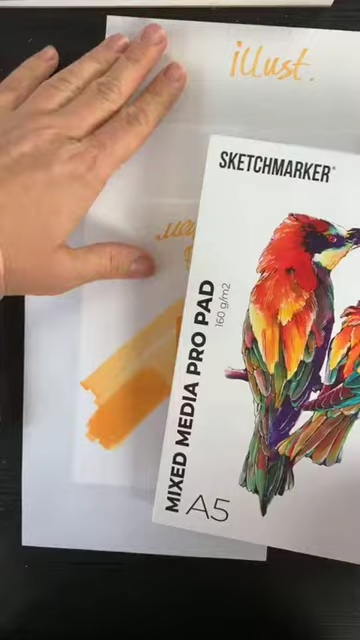 illust.
SKETCHMARKER®
MIXED MEDIA PRO PAD
160 g/m2
A5